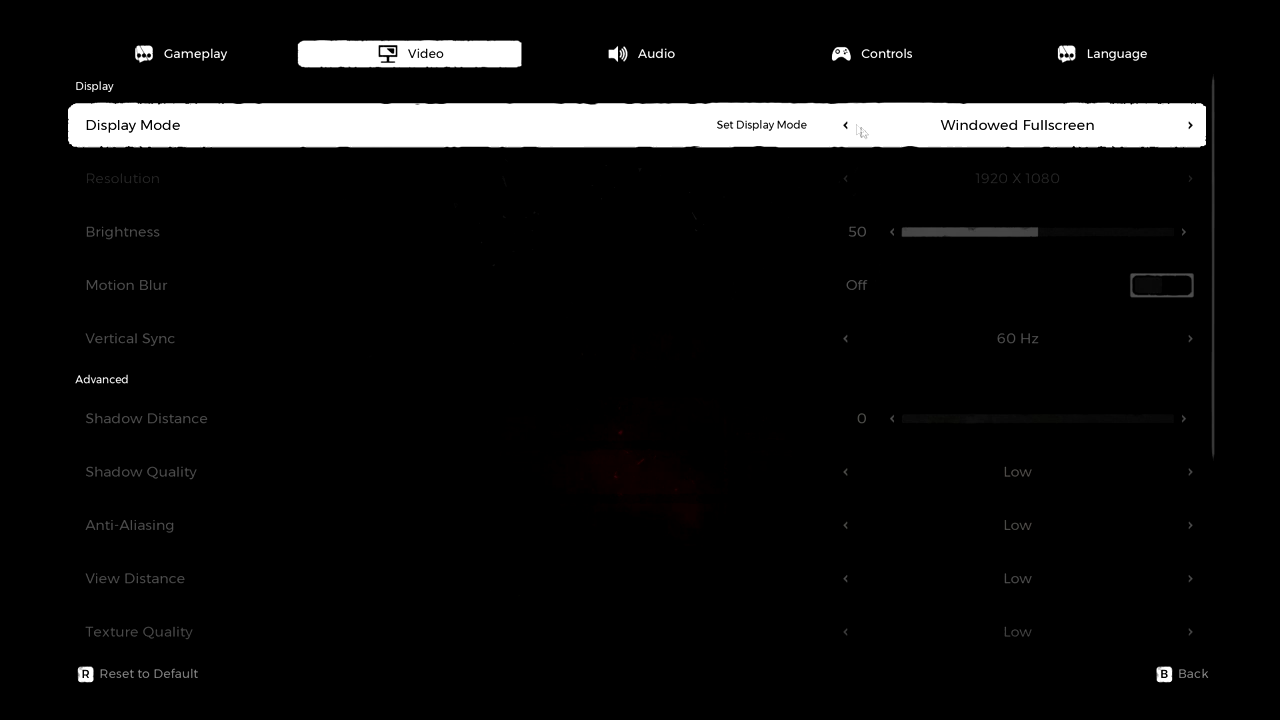 Gameplay Video Audio Controls Language
Display
Display Mode Set Display Mode Windowed Fullscreen
Resolution 1920 X 1080
Brightness 50
Motion Blur Off
Vertical Sync 60 Hz
Advanced
Shadow Distance 0
Shadow Quality Low
Anti-Aliasing Low
View Distance Low
Texture Quality Low
R Reset to Default B Back